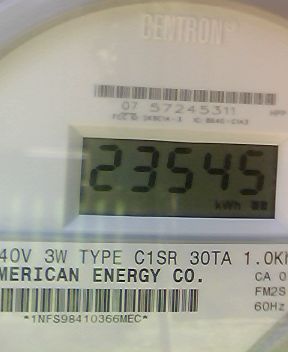 CENTRON
07 57245311
23545
kWh
40V 3W TYPE C1SR 30TA 1.0Kh
MERICAN ENERGY CO.
CA 0
FM2S
60Hz
*1NFS98410366MEC*